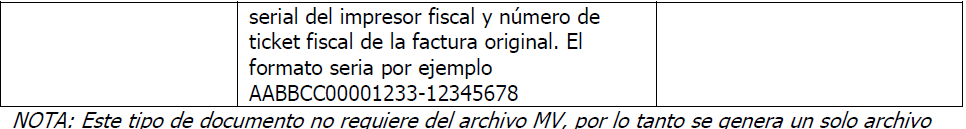 serial del impresor fiscal y número de
ticket fiscal de la factura original. El
formato seria por ejemplo
AABBCC00001233-12345678
NOTA: Este tipo de documento no requiere del archivo MV, por lo tanto se genera un solo archivo